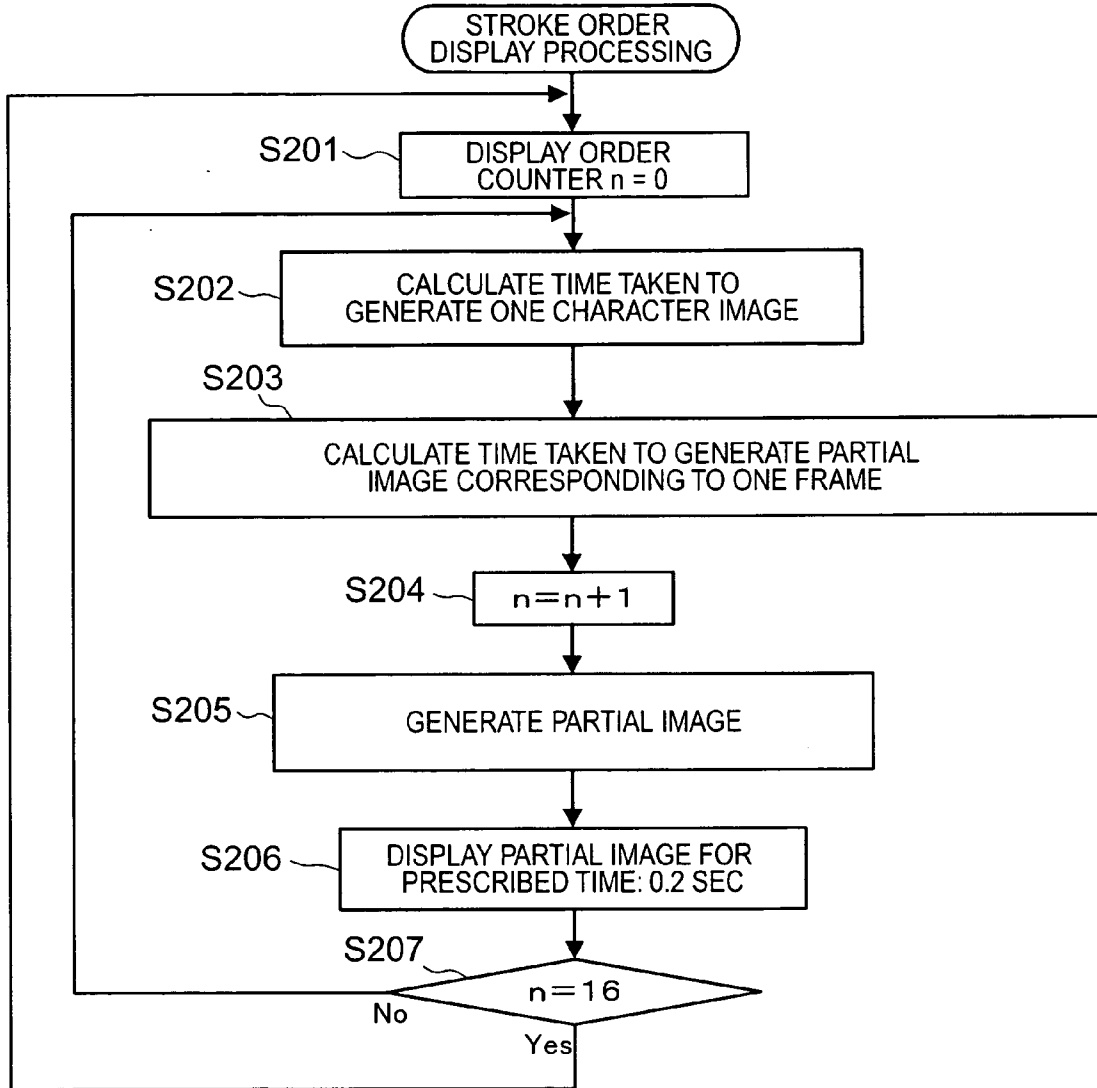 STROKE ORDER
DISPLAY PROCESSING
S201
DISPLAY ORDER
COUNTER n = 0
S202
CALCULATE TIME TAKEN TO
GENERATE ONE CHARACTER IMAGE
S203
CALCULATE TIME TAKEN TO GENERATE PARTIAL
IMAGE CORRESPONDING TO ONE FRAME
S204
n=n+1
S205
GENERATE PARTIAL IMAGE
S206
DISPLAY PARTIAL IMAGE FOR
PRESCRIBED TIME: 0.2 SEC
S207
n=16
No
Yes